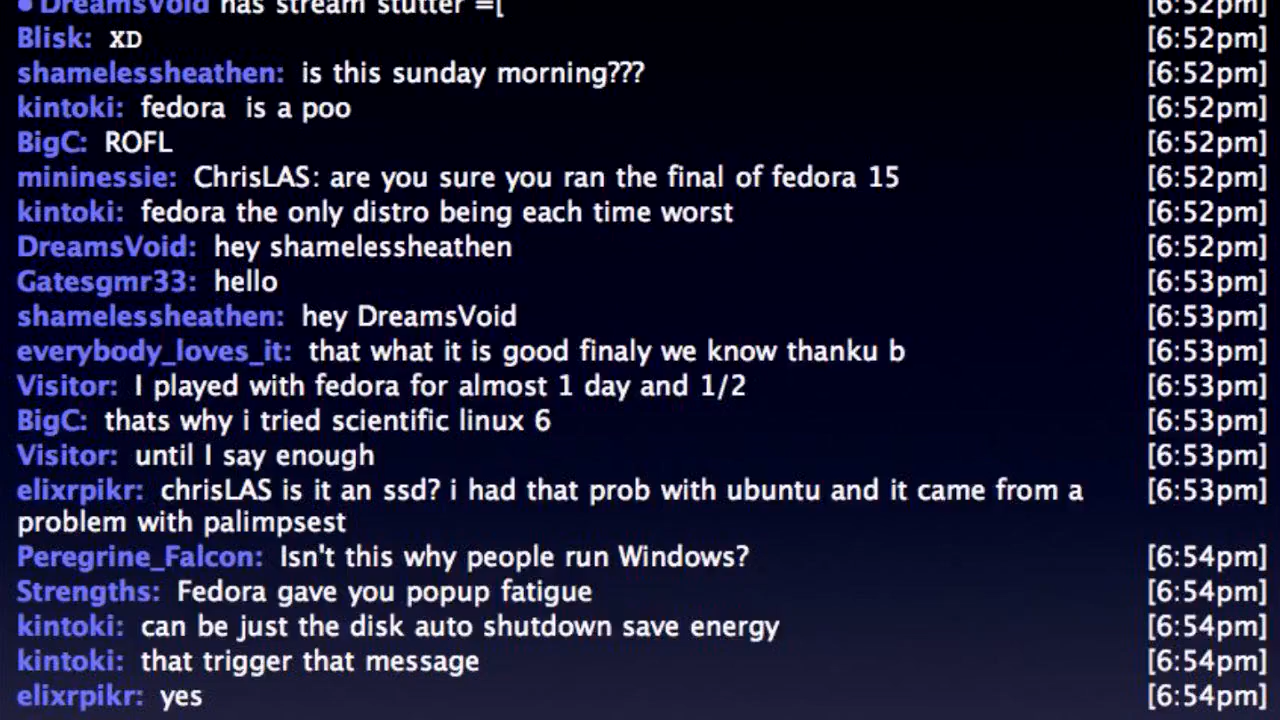 • DreamsVoid has stream stutter =[ [6:52pm]
Blisk: XD [6:52pm]
shamelessheathen: is this sunday morning??? [6:52pm]
kintoki: fedora  is a poo [6:52pm]
BigC: ROFL [6:52pm]
mininessie: ChrisLAS: are you sure you ran the final of fedora 15 [6:52pm]
kintoki: fedora the only distro being each time worst [6:52pm]
DreamsVoid: hey shamelessheathen [6:52pm]
Gatesgmr33: hello [6:53pm]
shamelessheathen: hey DreamsVoid [6:53pm]
everybody_loves_it: that what it is good finaly we know thanku b [6:53pm]
Visitor: I played with fedora for almost 1 day and 1/2 [6:53pm]
BigC: thats why i tried scientific linux 6 [6:53pm]
Visitor: until I say enough [6:53pm]
elixrpikr: chrisLAS is it an ssd? i had that prob with ubuntu and it came from a [6:53pm]
problem with palimpsest
Peregrine_Falcon: Isn't this why people run Windows? [6:54pm]
Strengths: Fedora gave you popup fatigue [6:54pm]
kintoki: can be just the disk auto shutdown save energy [6:54pm]
kintoki: that trigger that message [6:54pm]
elixrpikr: yes [6:54pm]